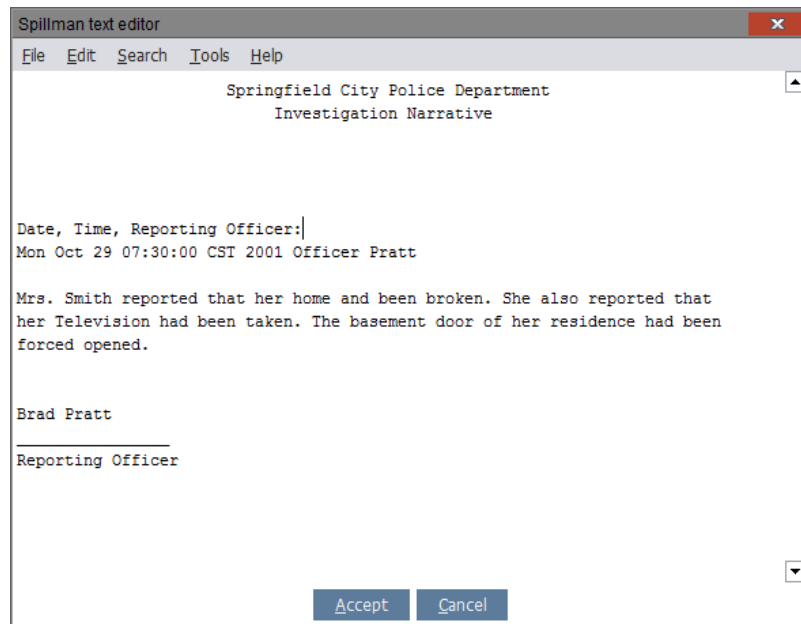 Spillman text editor
File Edit Search Tools Help
Springfield City Police Department
Investigation Narrative
Date, Time, Reporting Officer:
Mon Oct 29 07:30:00 CST 2001 Officer Pratt
Mrs. Smith reported that her home and been broken. She also reported that
her Television had been taken. The basement door of her residence had been
forced opened.
Brad Pratt
Reporting Officer
Accept Cancel